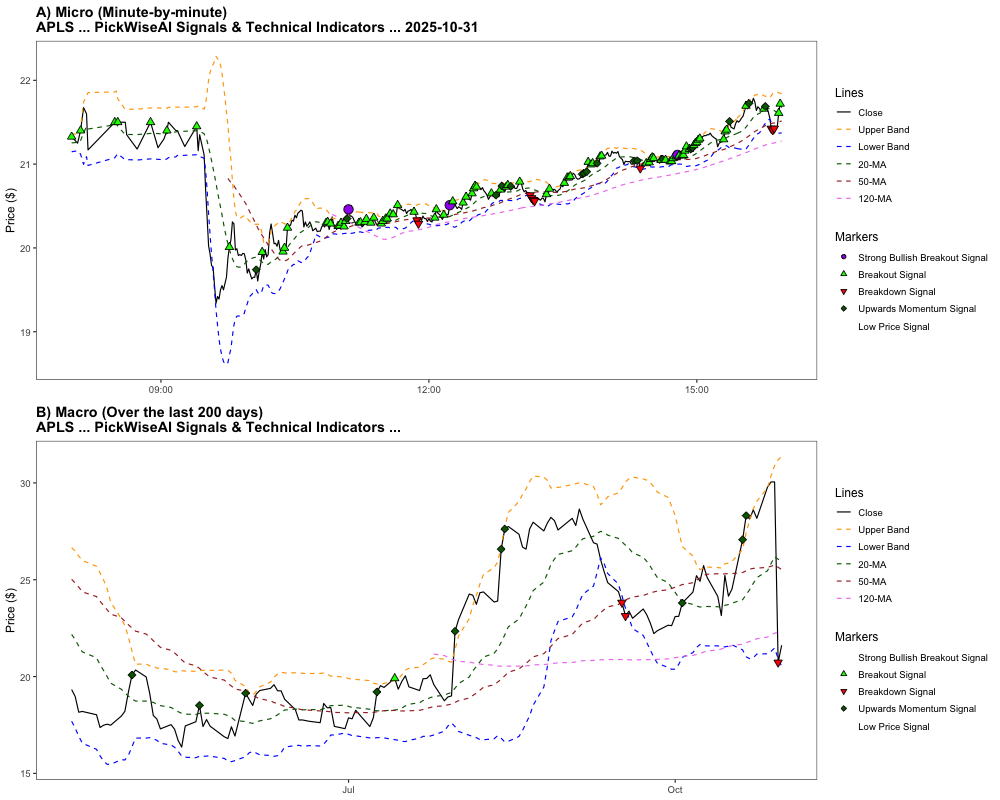 A) Micro (Minute-by-minute)
APLS ... PickWiseAI Signals & Technical Indicators ... 2025-10-31
Price ($)
22
21
20
19
09:00
12:00
15:00
Lines
Close
Upper Band
Lower Band
20-MA
50-MA
120-MA
Markers
Strong Bullish Breakout Signal
Breakout Signal
Breakdown Signal
Upwards Momentum Signal
Low Price Signal
B) Macro (Over the last 200 days)
APLS ... PickWiseAI Signals & Technical Indicators ...
Price ($)
30
25
20
15
Jul
Oct
Lines
Close
Upper Band
Lower Band
20-MA
50-MA
120-MA
Markers
Strong Bullish Breakout Signal
Breakout Signal
Breakdown Signal
Upwards Momentum Signal
Low Price Signal